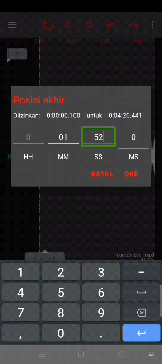 Posisi akhir
Diizinkan: 0:00:00.100 untuk 0:04:20.441
0 01 52 0
HH MM SS MS
BATAL OKE
1 2 3 -
4 5 6
7 8 9
, 0 .